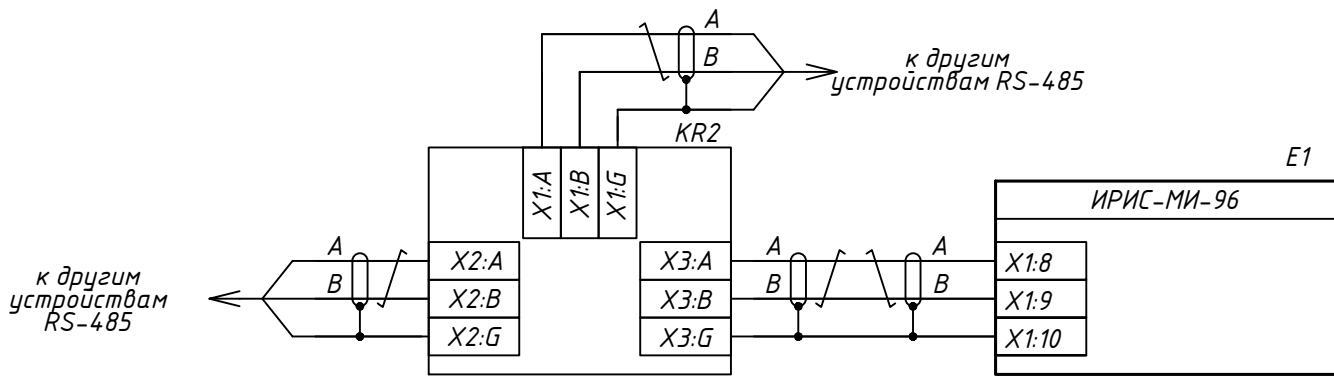 A
B
к другим
устройствам RS-485
KR2
E1
X1:A
X1:B
X1:G
ИРИС-МИ-96
A
B
X2:A
X2:B
X2:G
к другим
устройствам
RS-485
X3:A
X3:B
X3:G
A
B
A
B
X1:8
X1:9
X1:10